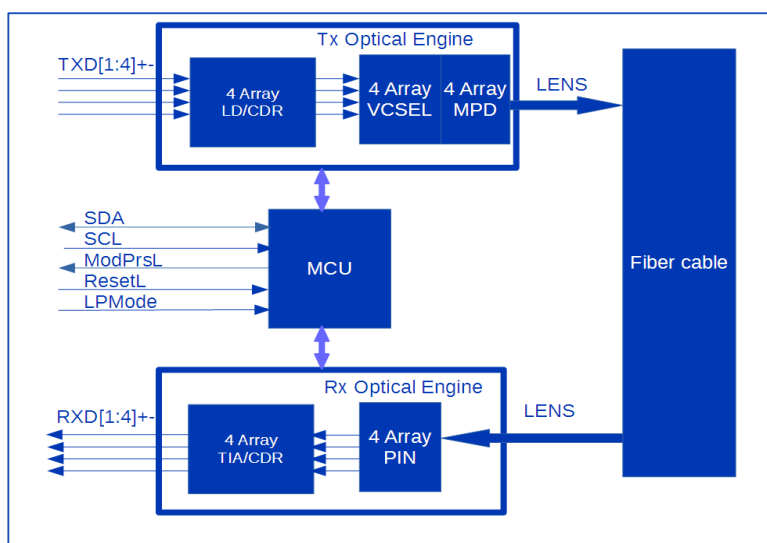 Tx Optical Engine
TXD[1:4]+-
4 Array
LD/CDR
4 Array
VCSEL
4 Array
MPD
LENS
SDA
SCL
ModPrsL
ResetL
LPMode
MCU
Fiber cable
Rx Optical Engine
RXD[1:4]+-
4 Array
TIA/CDR
4 Array
PIN
LENS